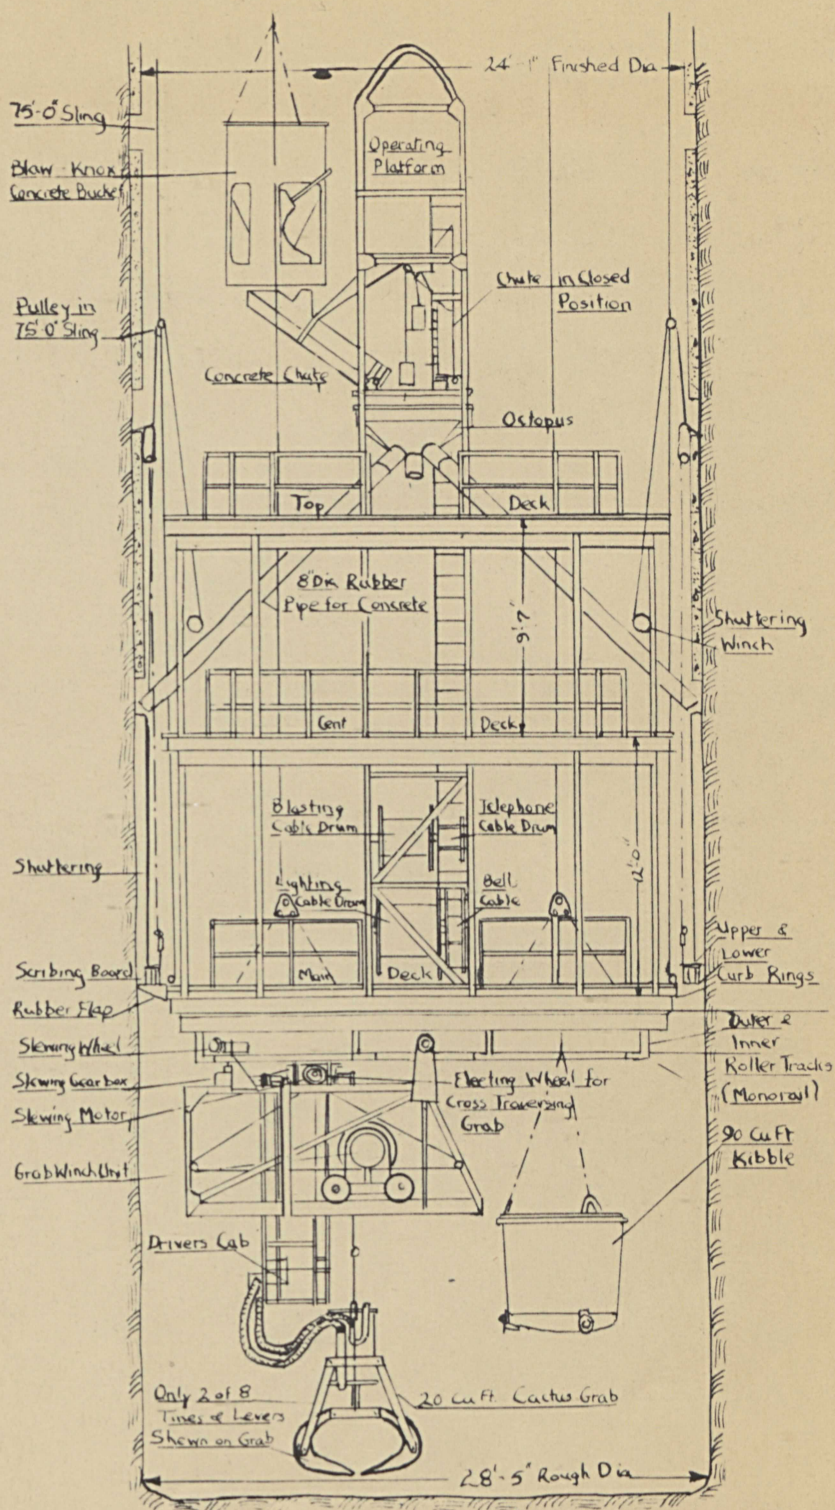 24'-1" Finished Dia
75'-0" Sling
Blaw-Knox
Concrete Bucket
Operating
Platform
Chute in Closed
Position
Pulley in
75'0" Sling
Concrete Chute
Octopus
Top Deck
8" Dia Rubber
Pipe for Concrete
9'-7"
Shuttering
Winch
Cent Deck
Blasting
Cable Drum
Telephone
Cable Drum
12'-0"
Shuttering
Lighting
Cable Drum
Bell
Cable
Upper &
Lower
Curb Rings
Scribing Board
Main Deck
Rubber Flap
Slewing Wheel
Outer &
Inner
Roller Tracks
(Monorail)
Slewing Gearbox
Slewing Motor
Electing Wheel for
Cross Traversing
Grab
Grab Winch Unit
90 Cu Ft
Kibble
Drivers Cab
Only 2 of 8
Tines & Levers
Shewn on Grab
20 Cu Ft. Cactus Grab
28'-5" Rough Dia